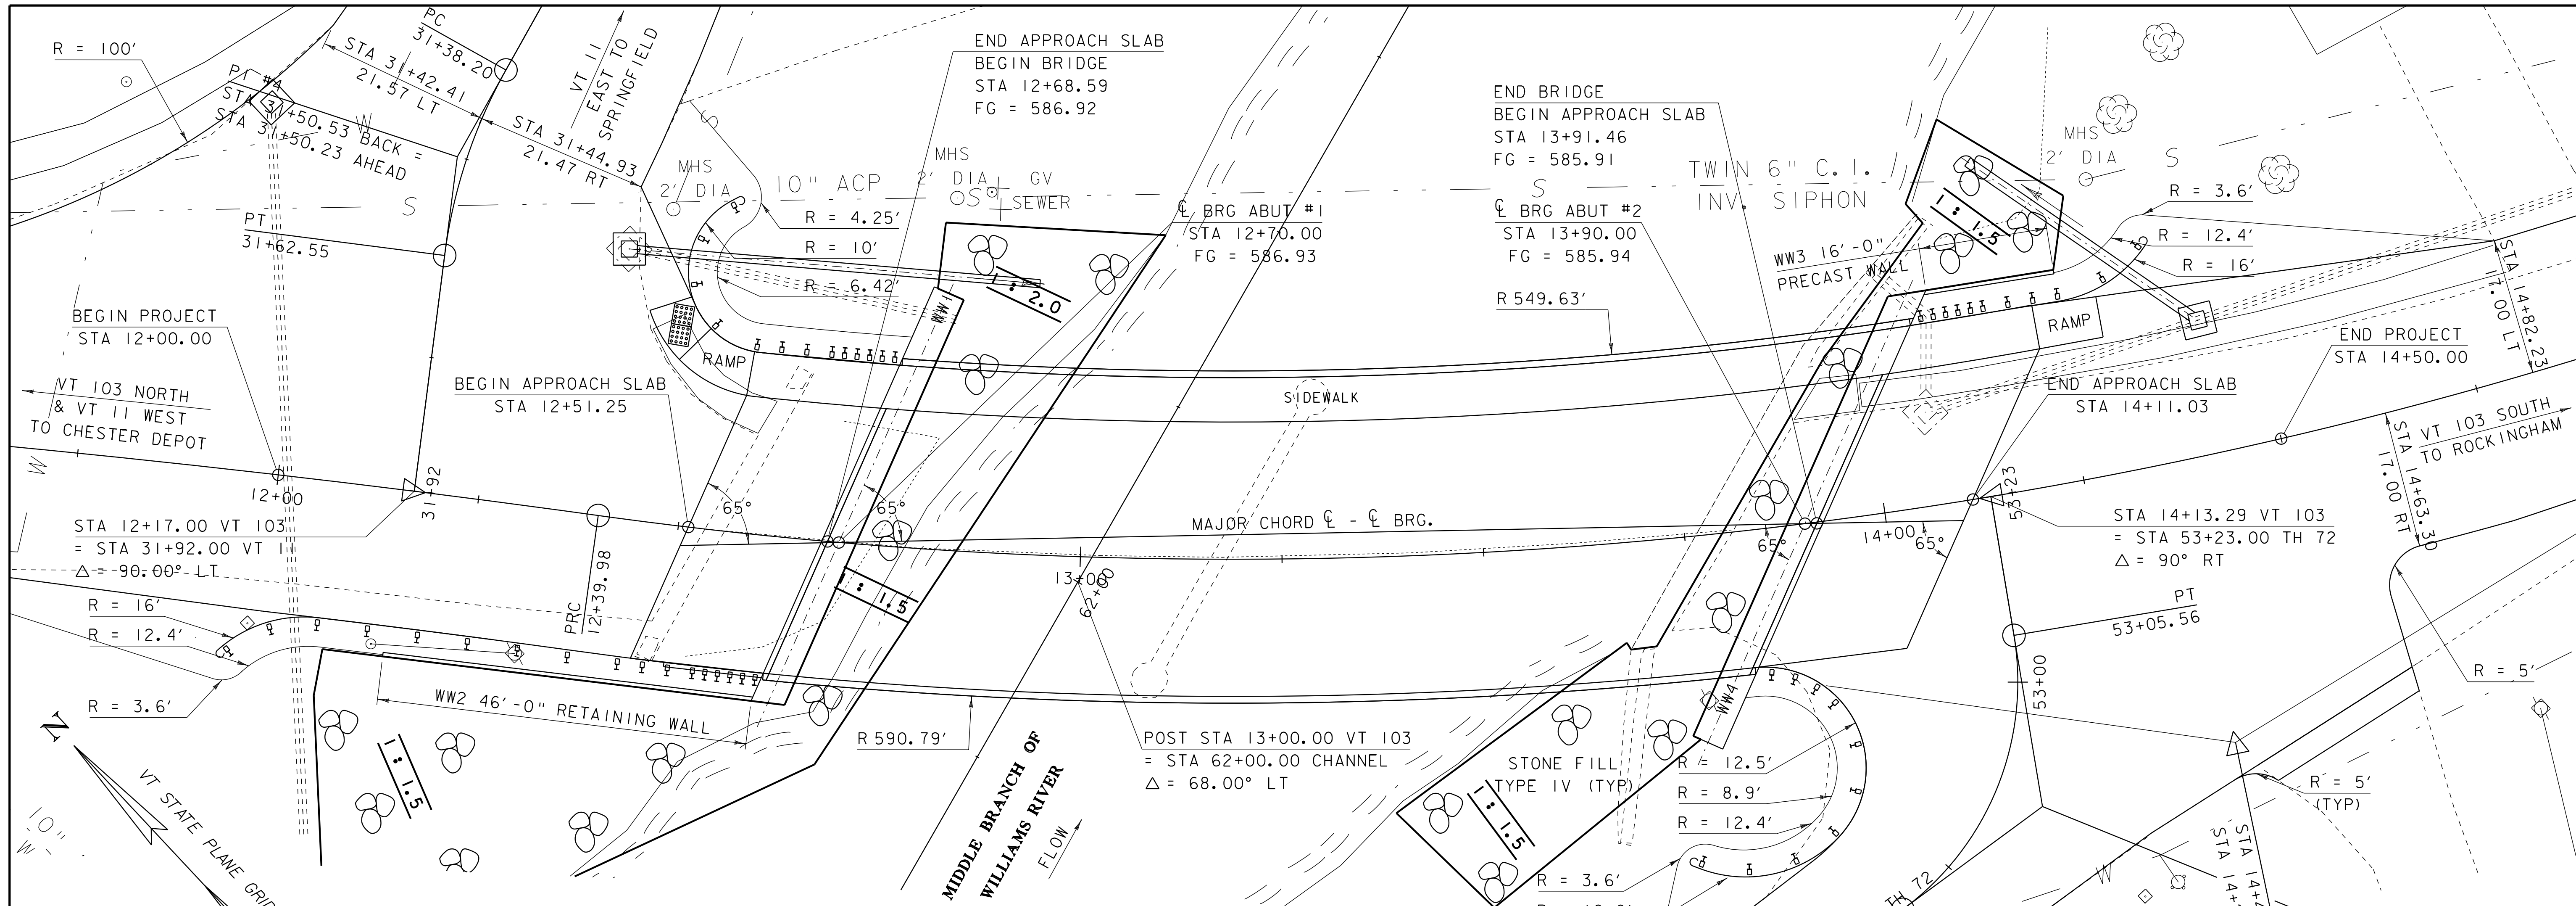 R = 100'
PI #4
STA 31+50.53 BACK =
STA 31+50.23 AHEAD
W
PC
31+38.20
STA 31+42.41
21.57 LT
STA 31+44.93
21.47 RT
VT 11
EAST TO
SPRINGFIELD
S
PT
31+62.55
S
MHS
2' DIA
10" ACP
MHS
2' DIA
S
GV
SEWER
END APPROACH SLAB
BEGIN BRIDGE
STA 12+68.59
FG = 586.92
R = 4.25'
R = 10'
R = 6.42'
WW1
1 : 2.0
℄ BRG ABUT #1
STA 12+70.00
FG = 586.93
END BRIDGE
BEGIN APPROACH SLAB
STA 13+91.46
FG = 585.91
℄ BRG ABUT #2
STA 13+90.00
FG = 585.94
S
TWIN 6" C.I.
INV. SIPHON
WW3 16'-0"
PRECAST WALL
1 : 1.5
MHS
2' DIA
S
R = 3.6'
R = 12.4'
R = 16'
STA 14+82.23
17.00 LT
R 549.63'
RAMP
RAMP
END PROJECT
STA 14+50.00
BEGIN PROJECT
STA 12+00.00
VT 103 NORTH
& VT 11 WEST
TO CHESTER DEPOT
BEGIN APPROACH SLAB
STA 12+51.25
SIDEWALK
END APPROACH SLAB
STA 14+11.03
VT 103 SOUTH
TO ROCKINGHAM
STA 14+63.30
17.00 RT
W
12+00
31+92
65°
65°
MAJOR CHORD ℄ - ℄ BRG.
65°
14+00
65°
53+23
STA 12+17.00 VT 103
= STA 31+92.00 VT 11
△ = 90.00° LT
PRC
12+39.98
1 : 1.5
13+00
62+00
STA 14+13.29 VT 103
= STA 53+23.00 TH 72
△ = 90° RT
PT
53+05.56
53+00
R = 16'
R = 12.4'
R = 3.6'
WW2 46'-0" RETAINING WALL
R 590.79'
POST STA 13+00.00 VT 103
= STA 62+00.00 CHANNEL
△ = 68.00° LT
WW4
STONE FILL
TYPE IV (TYP)
R = 12.5'
R = 8.9'
R = 12.4'
R = 3.6'
R = 5'
R = 5'
(TYP)
N
VT STATE PLANE GRID
1 : 1.5
10"
W
MIDDLE BRANCH OF
WILLIAMS RIVER
FLOW
1 : 1.5
TH 72
W